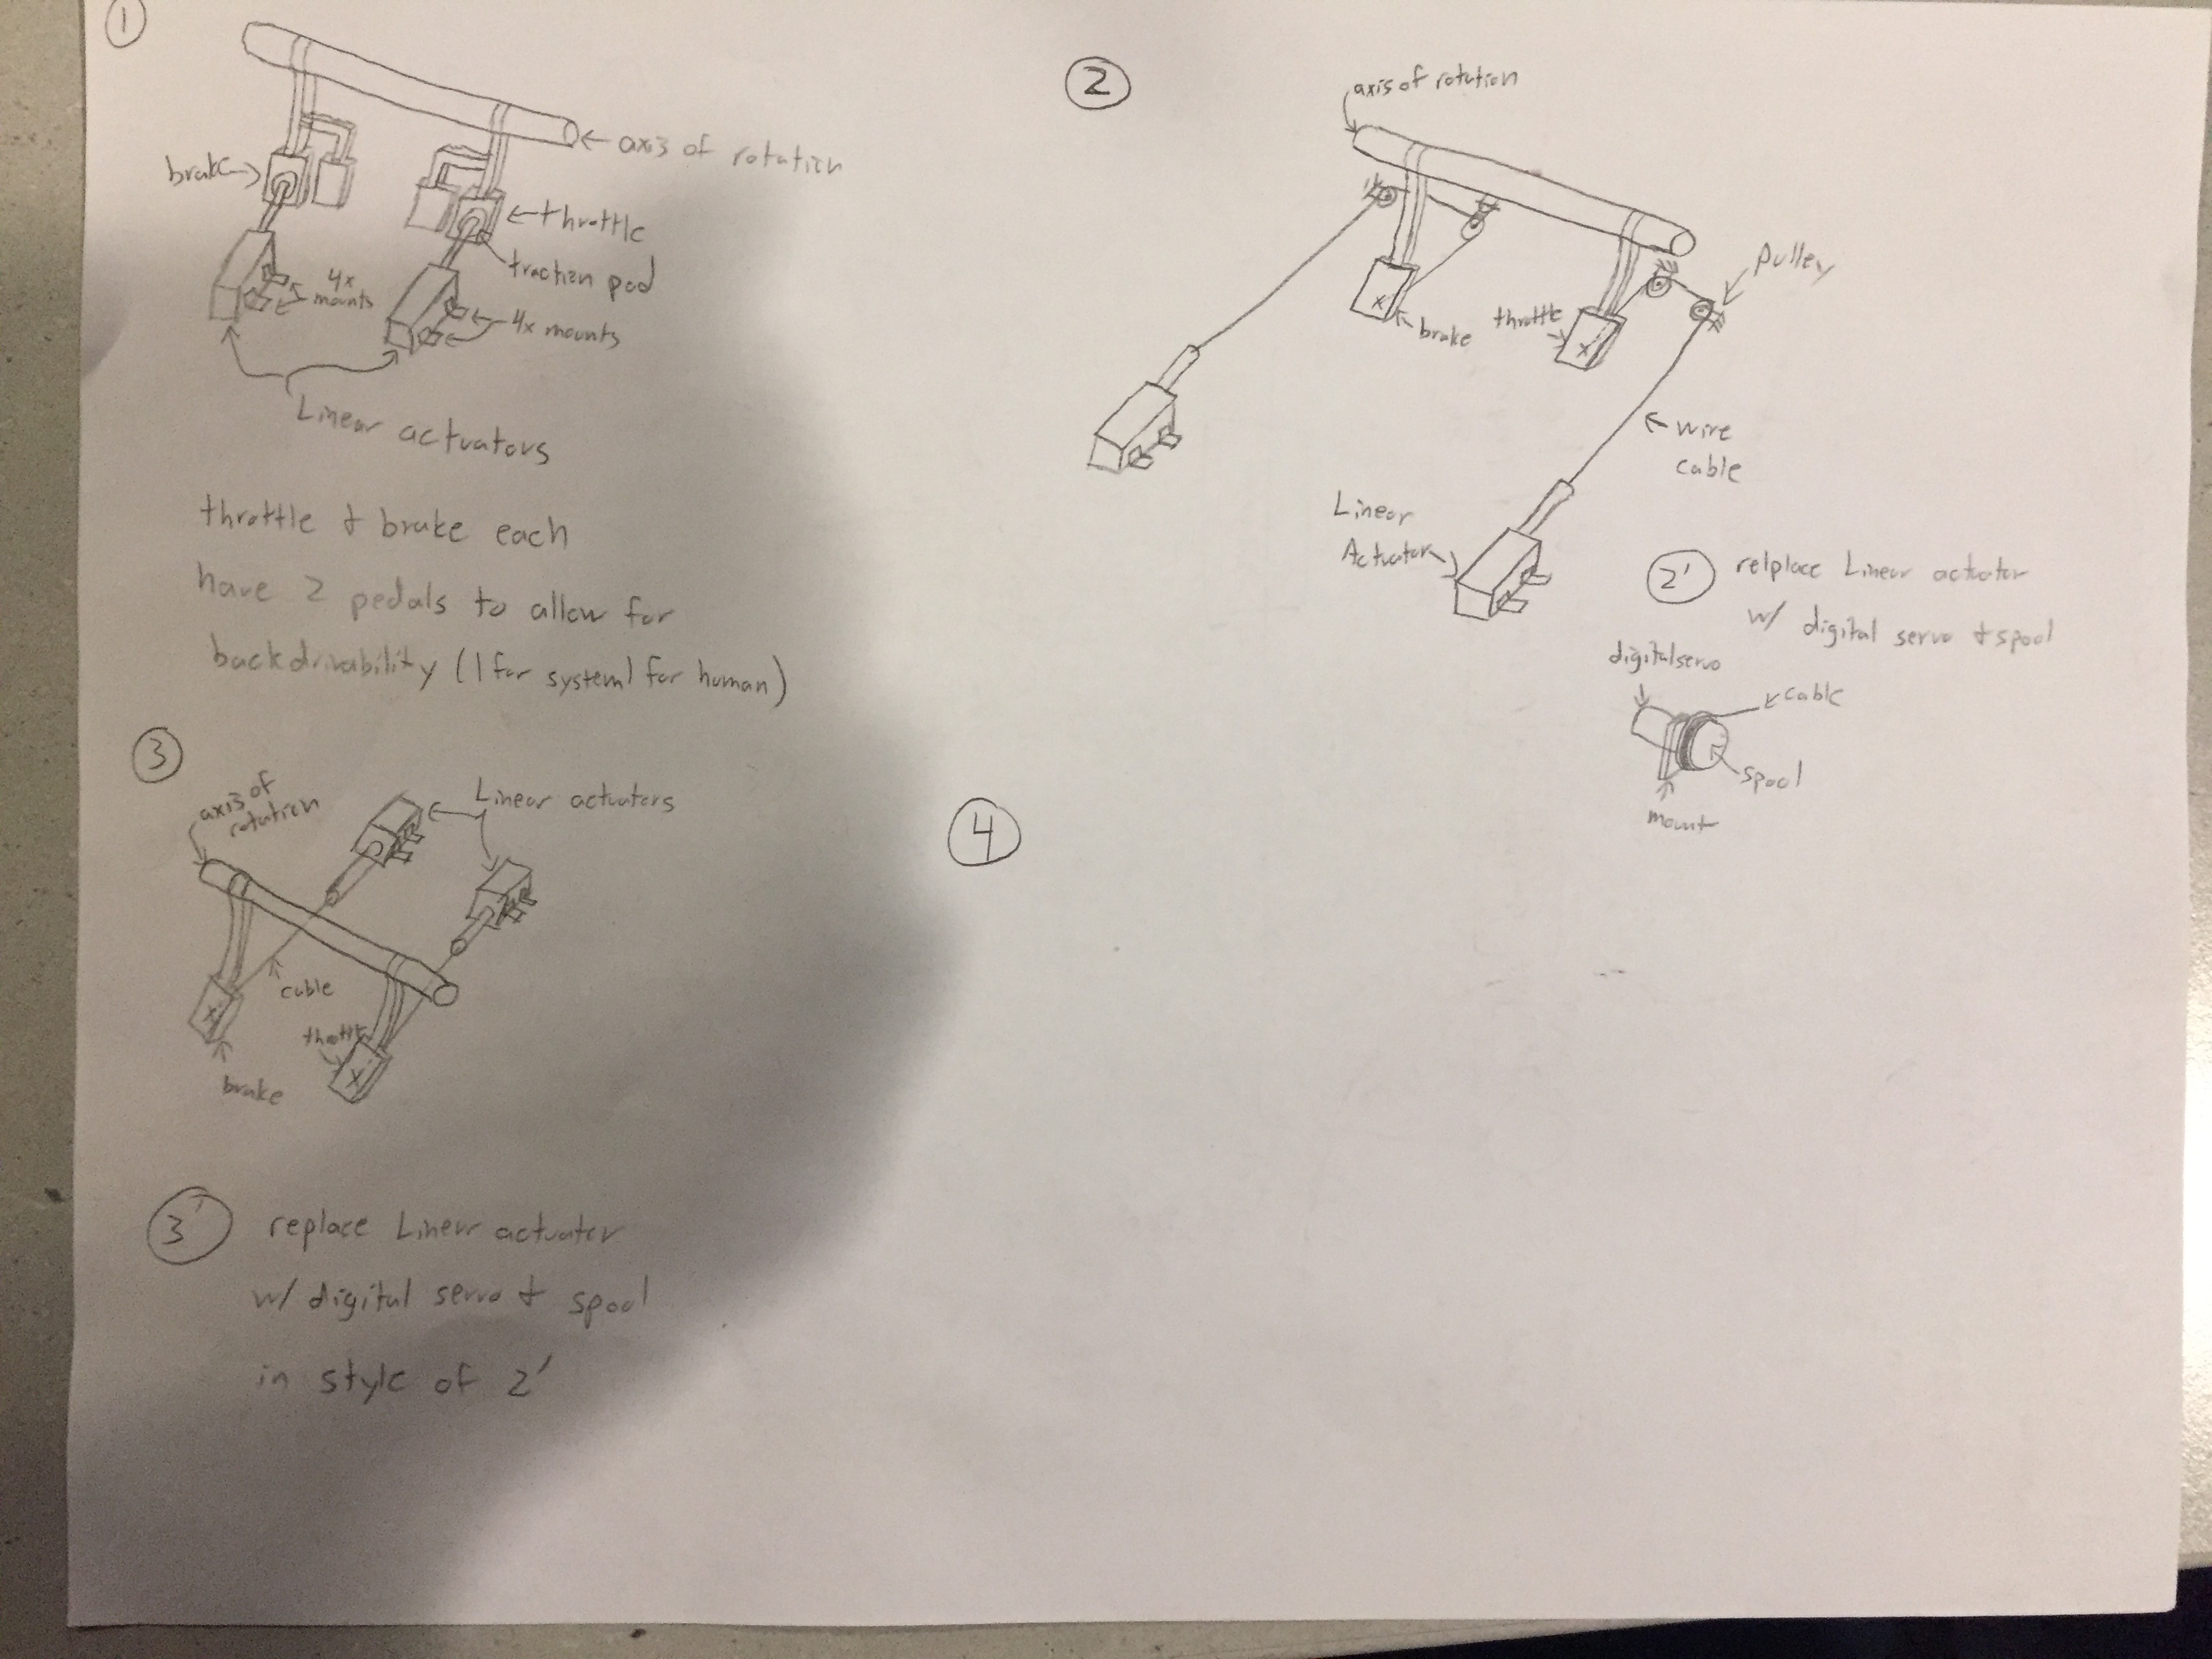 1
brake
axis of rotation
throttle
traction pad
4x
mounts
4x mounts
Linear actuators
throttle & brake each
have 2 pedals to allow for
backdrivability (1 for system 1 for human)
2
axis of rotation
pulley
throttle
brake
wire
cable
Linear
Actuator
2' relplace Linear actuator
w/ digital servo & spool
digital servo
cable
spool
mount
3
axis of
rotation
Linear actuators
cable
throttle
brake
4
3' replace Linear actuator
w/ digital servo & spool
in style of 2'